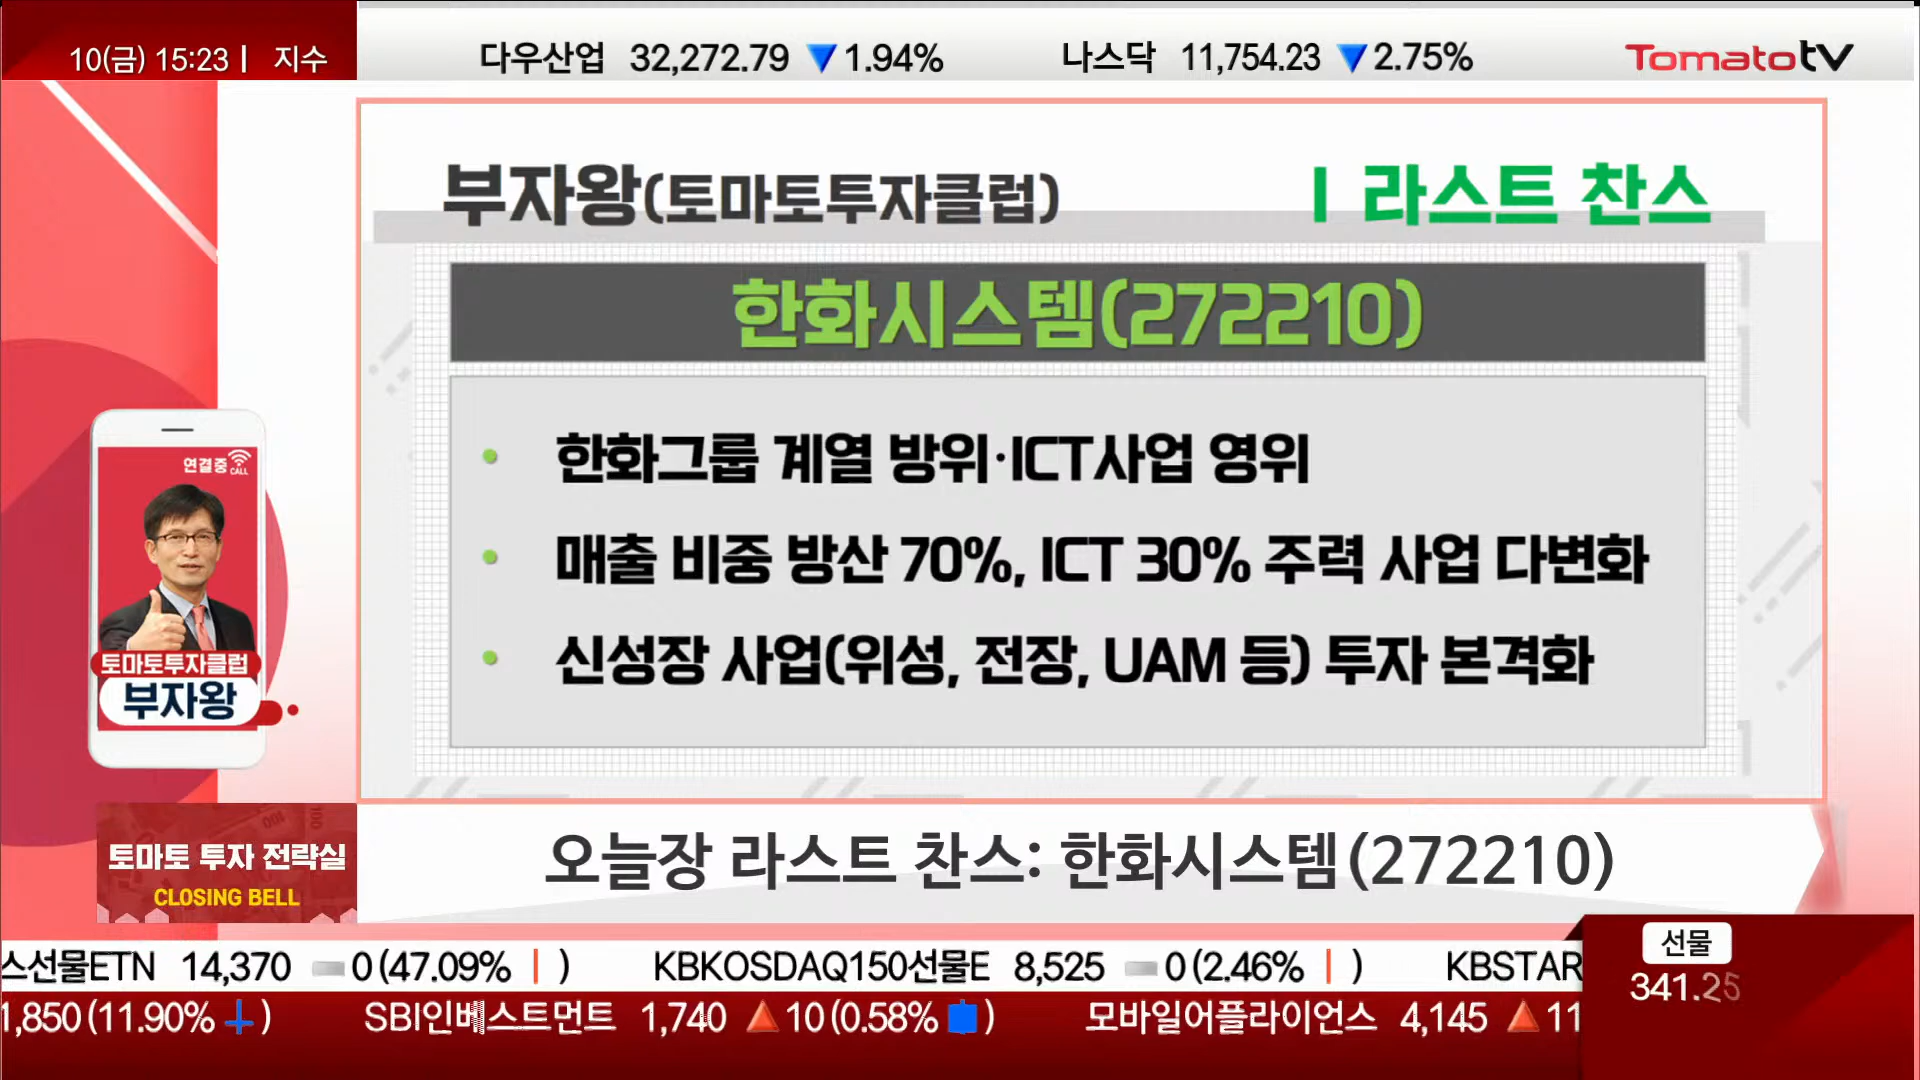 10(금) 15:23 | 지수
다우산업 32,272.79 ▼ 1.94% 나스닥 11,754.23 ▼ 2.75%
Tomatotv
부자왕(토마토투자클럽)
| 라스트 찬스
한화시스템(272210)
• 한화그룹 계열 방위·ICT사업 영위
• 매출 비중 방산 70%, ICT 30% 주력 사업 다변화
• 신성장 사업(위성, 전장, UAM 등) 투자 본격화
연결중
CALL
토마토투자클럽
부자왕
토마토 투자 전략실
CLOSING BELL
오늘장 라스트 찬스: 한화시스템(272210)
스선물ETN 14,370 0(47.09% | ) KBKOSDAQ150선물E 8,525 0(2.46% | ) KBSTAR
1,850(11.90% ) SBI인베스트먼트 1,740 ▲ 10(0.58% ■ ) 모바일어플라이언스 4,145 ▲ 11
선물
341.25